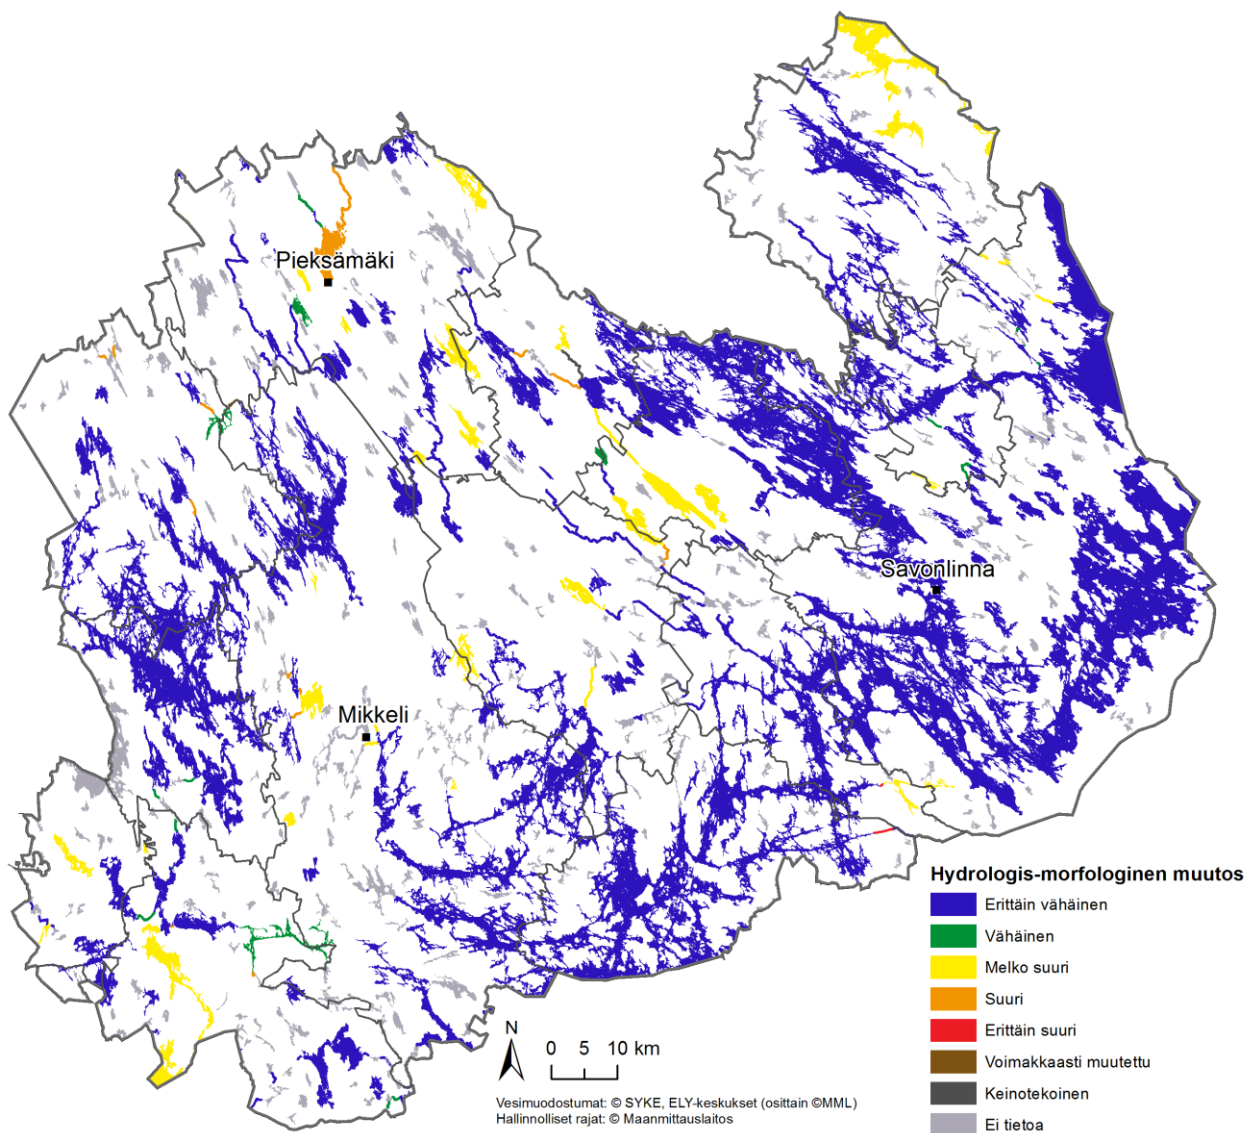 Pieksämäki
Savonlinna
Mikkeli
Hydrologis-morfologinen muutos
Erittäin vähäinen
Vähäinen
Melko suuri
Suuri
Erittäin suuri
Voimakkaasti muutettu
Keinotekoinen
Ei tietoa
N
0 5 10 km
Vesimuodostumat: © SYKE, ELY-keskukset (osittain ©MML)
Hallinnolliset rajat: © Maanmittauslaitos